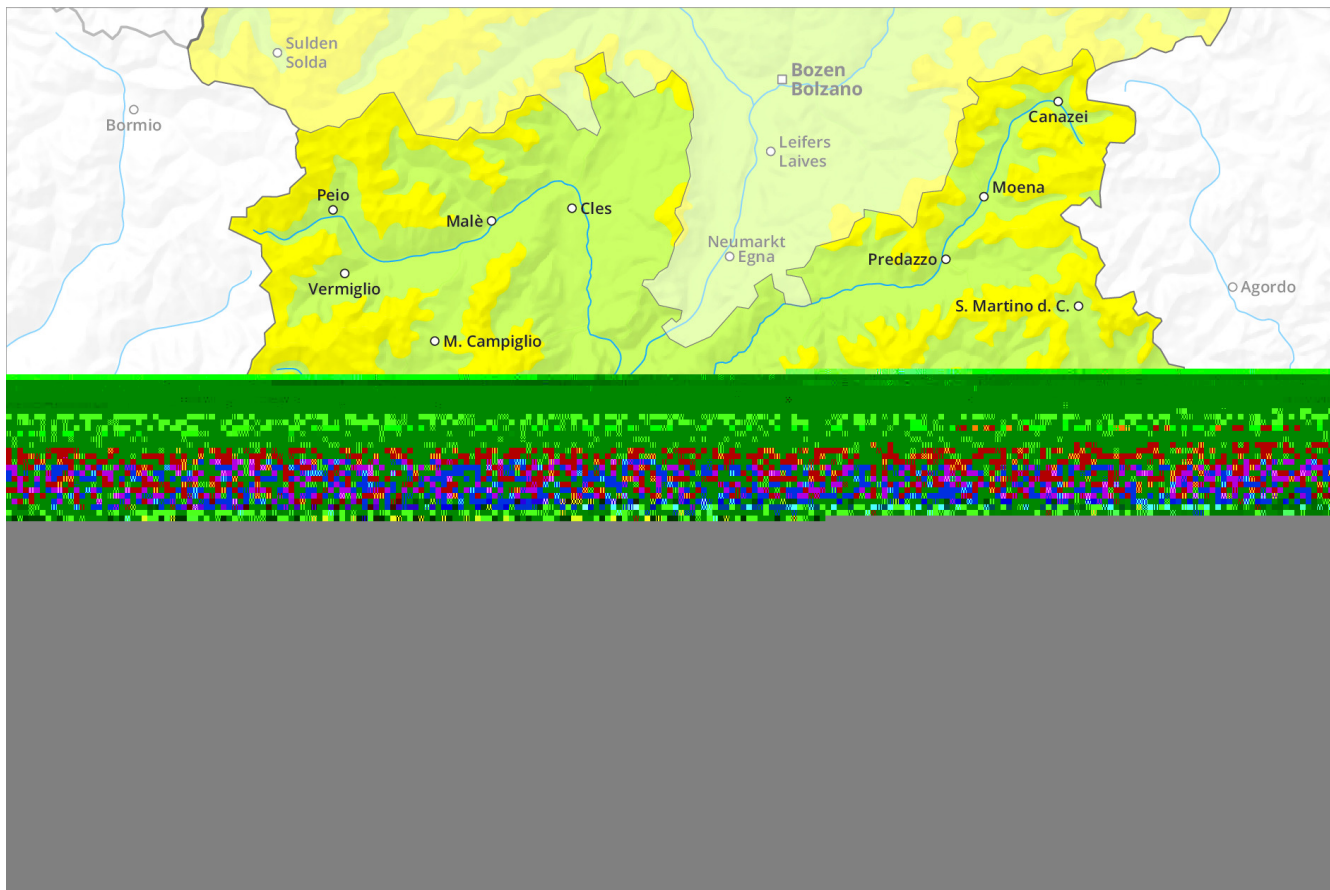 Sulden
Solda
Bozen
Bolzano
Bormio
Canazei
Leifers
Laives
Peio
Moena
Malè
Cles
Neumarkt
Egna
Predazzo
Vermiglio
Agordo
S. Martino d. C.
M. Campiglio